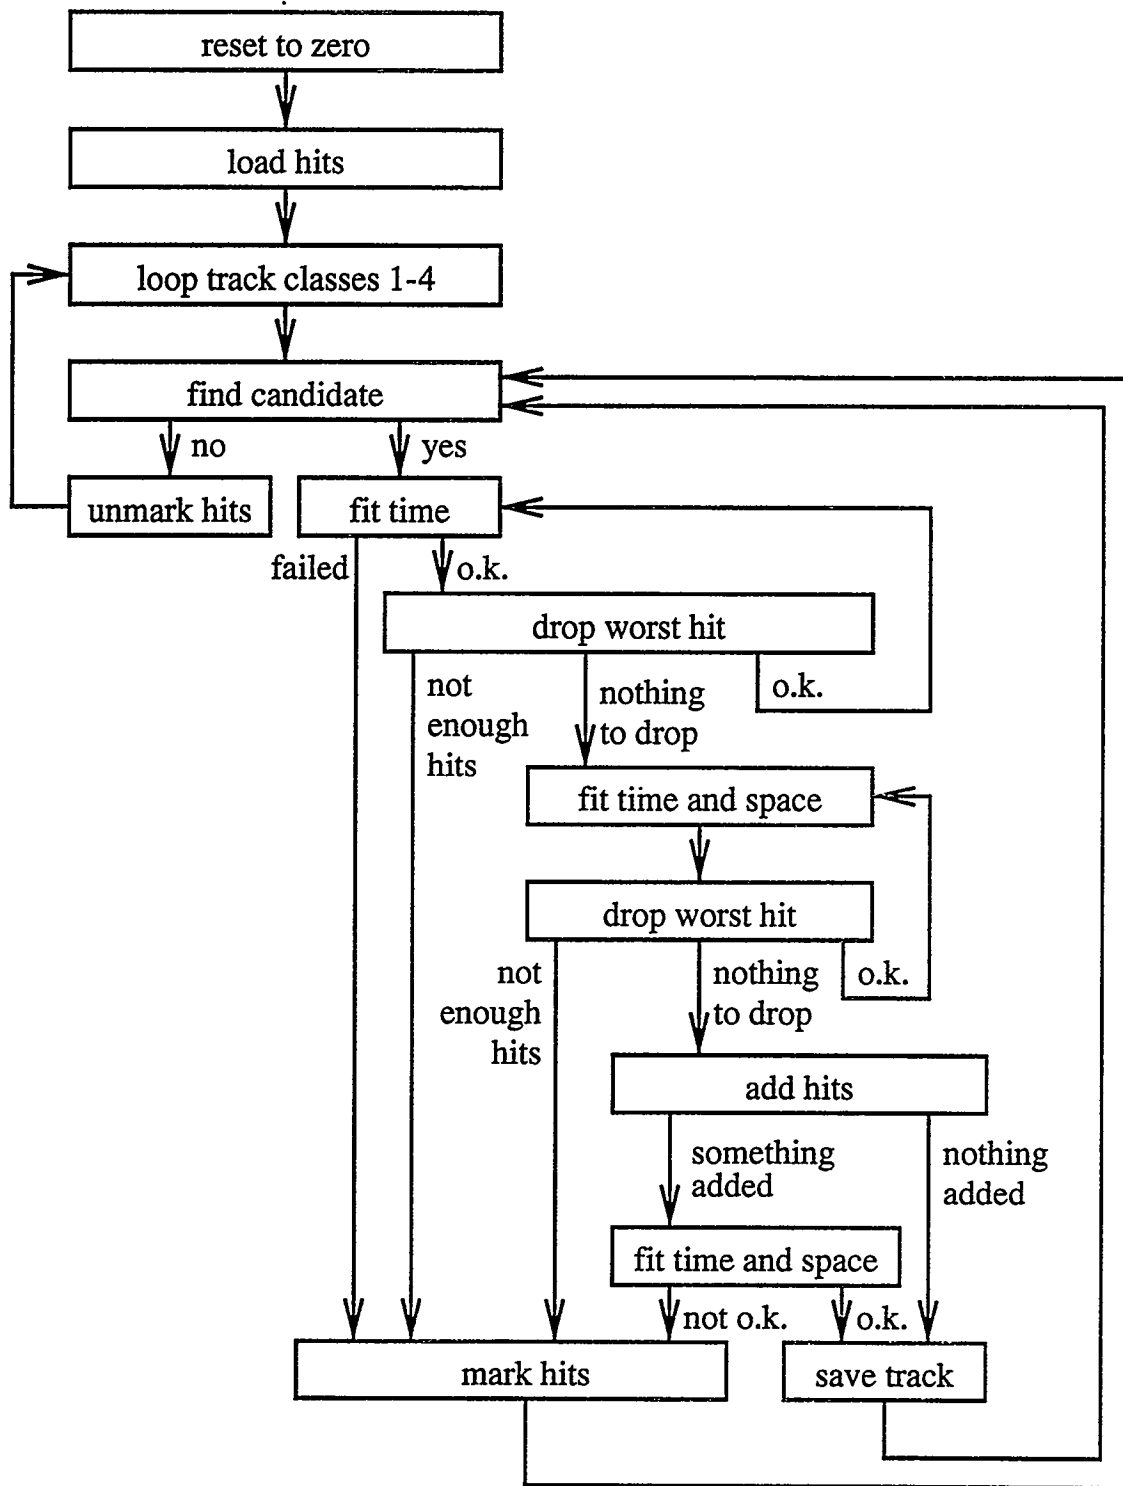 reset to zero
load hits
loop track classes 1-4
find candidate
no
yes
unmark hits
fit time
failed
o.k.
drop worst hit
not
enough
hits
nothing
to drop
o.k.
fit time and space
drop worst hit
not
enough
hits
nothing
to drop
o.k.
add hits
something
added
nothing
added
fit time and space
not o.k.
o.k.
mark hits
save track